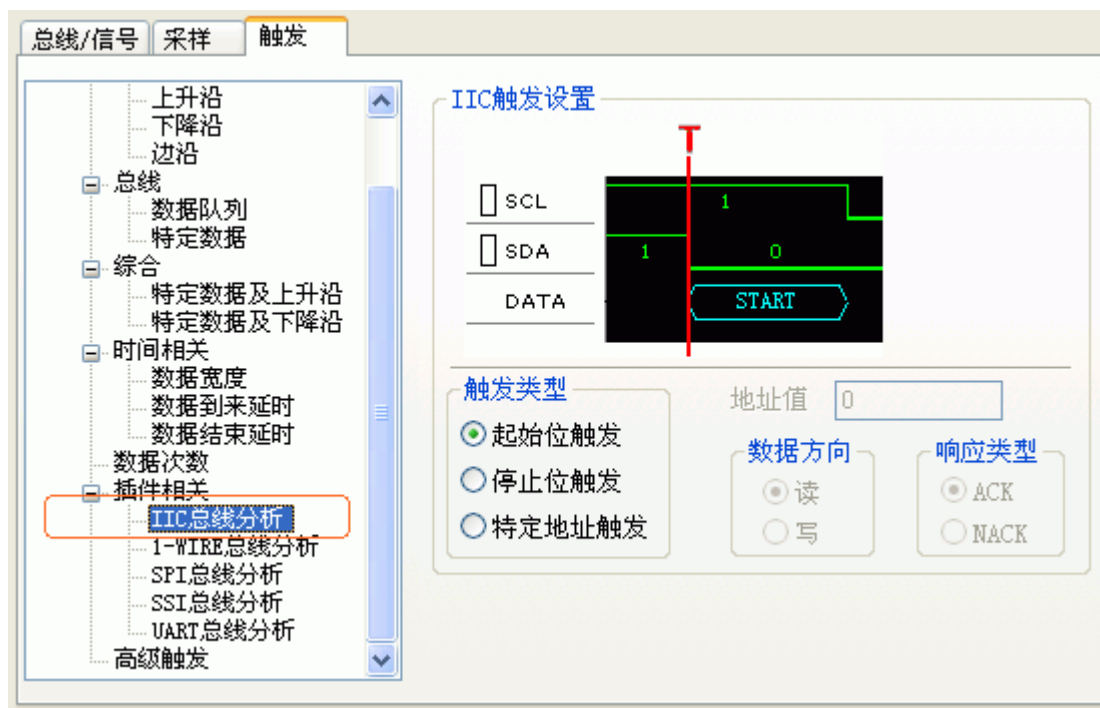 总线/信号 采样 触发
上升沿
下降沿
边沿
总线
数据队列
特定数据
综合
特定数据及上升沿
特定数据及下降沿
时间相关
数据宽度
数据到来延时
数据结束延时
数据次数
插件相关
IIC总线分析
1-WIRE总线分析
SPI总线分析
SSI总线分析
UART总线分析
高级触发
IIC触发设置
T
SCL 1
SDA 1 0
DATA START
触发类型
起始位触发
停止位触发
特定地址触发
地址值 0
数据方向
读
写
响应类型
ACK
NACK